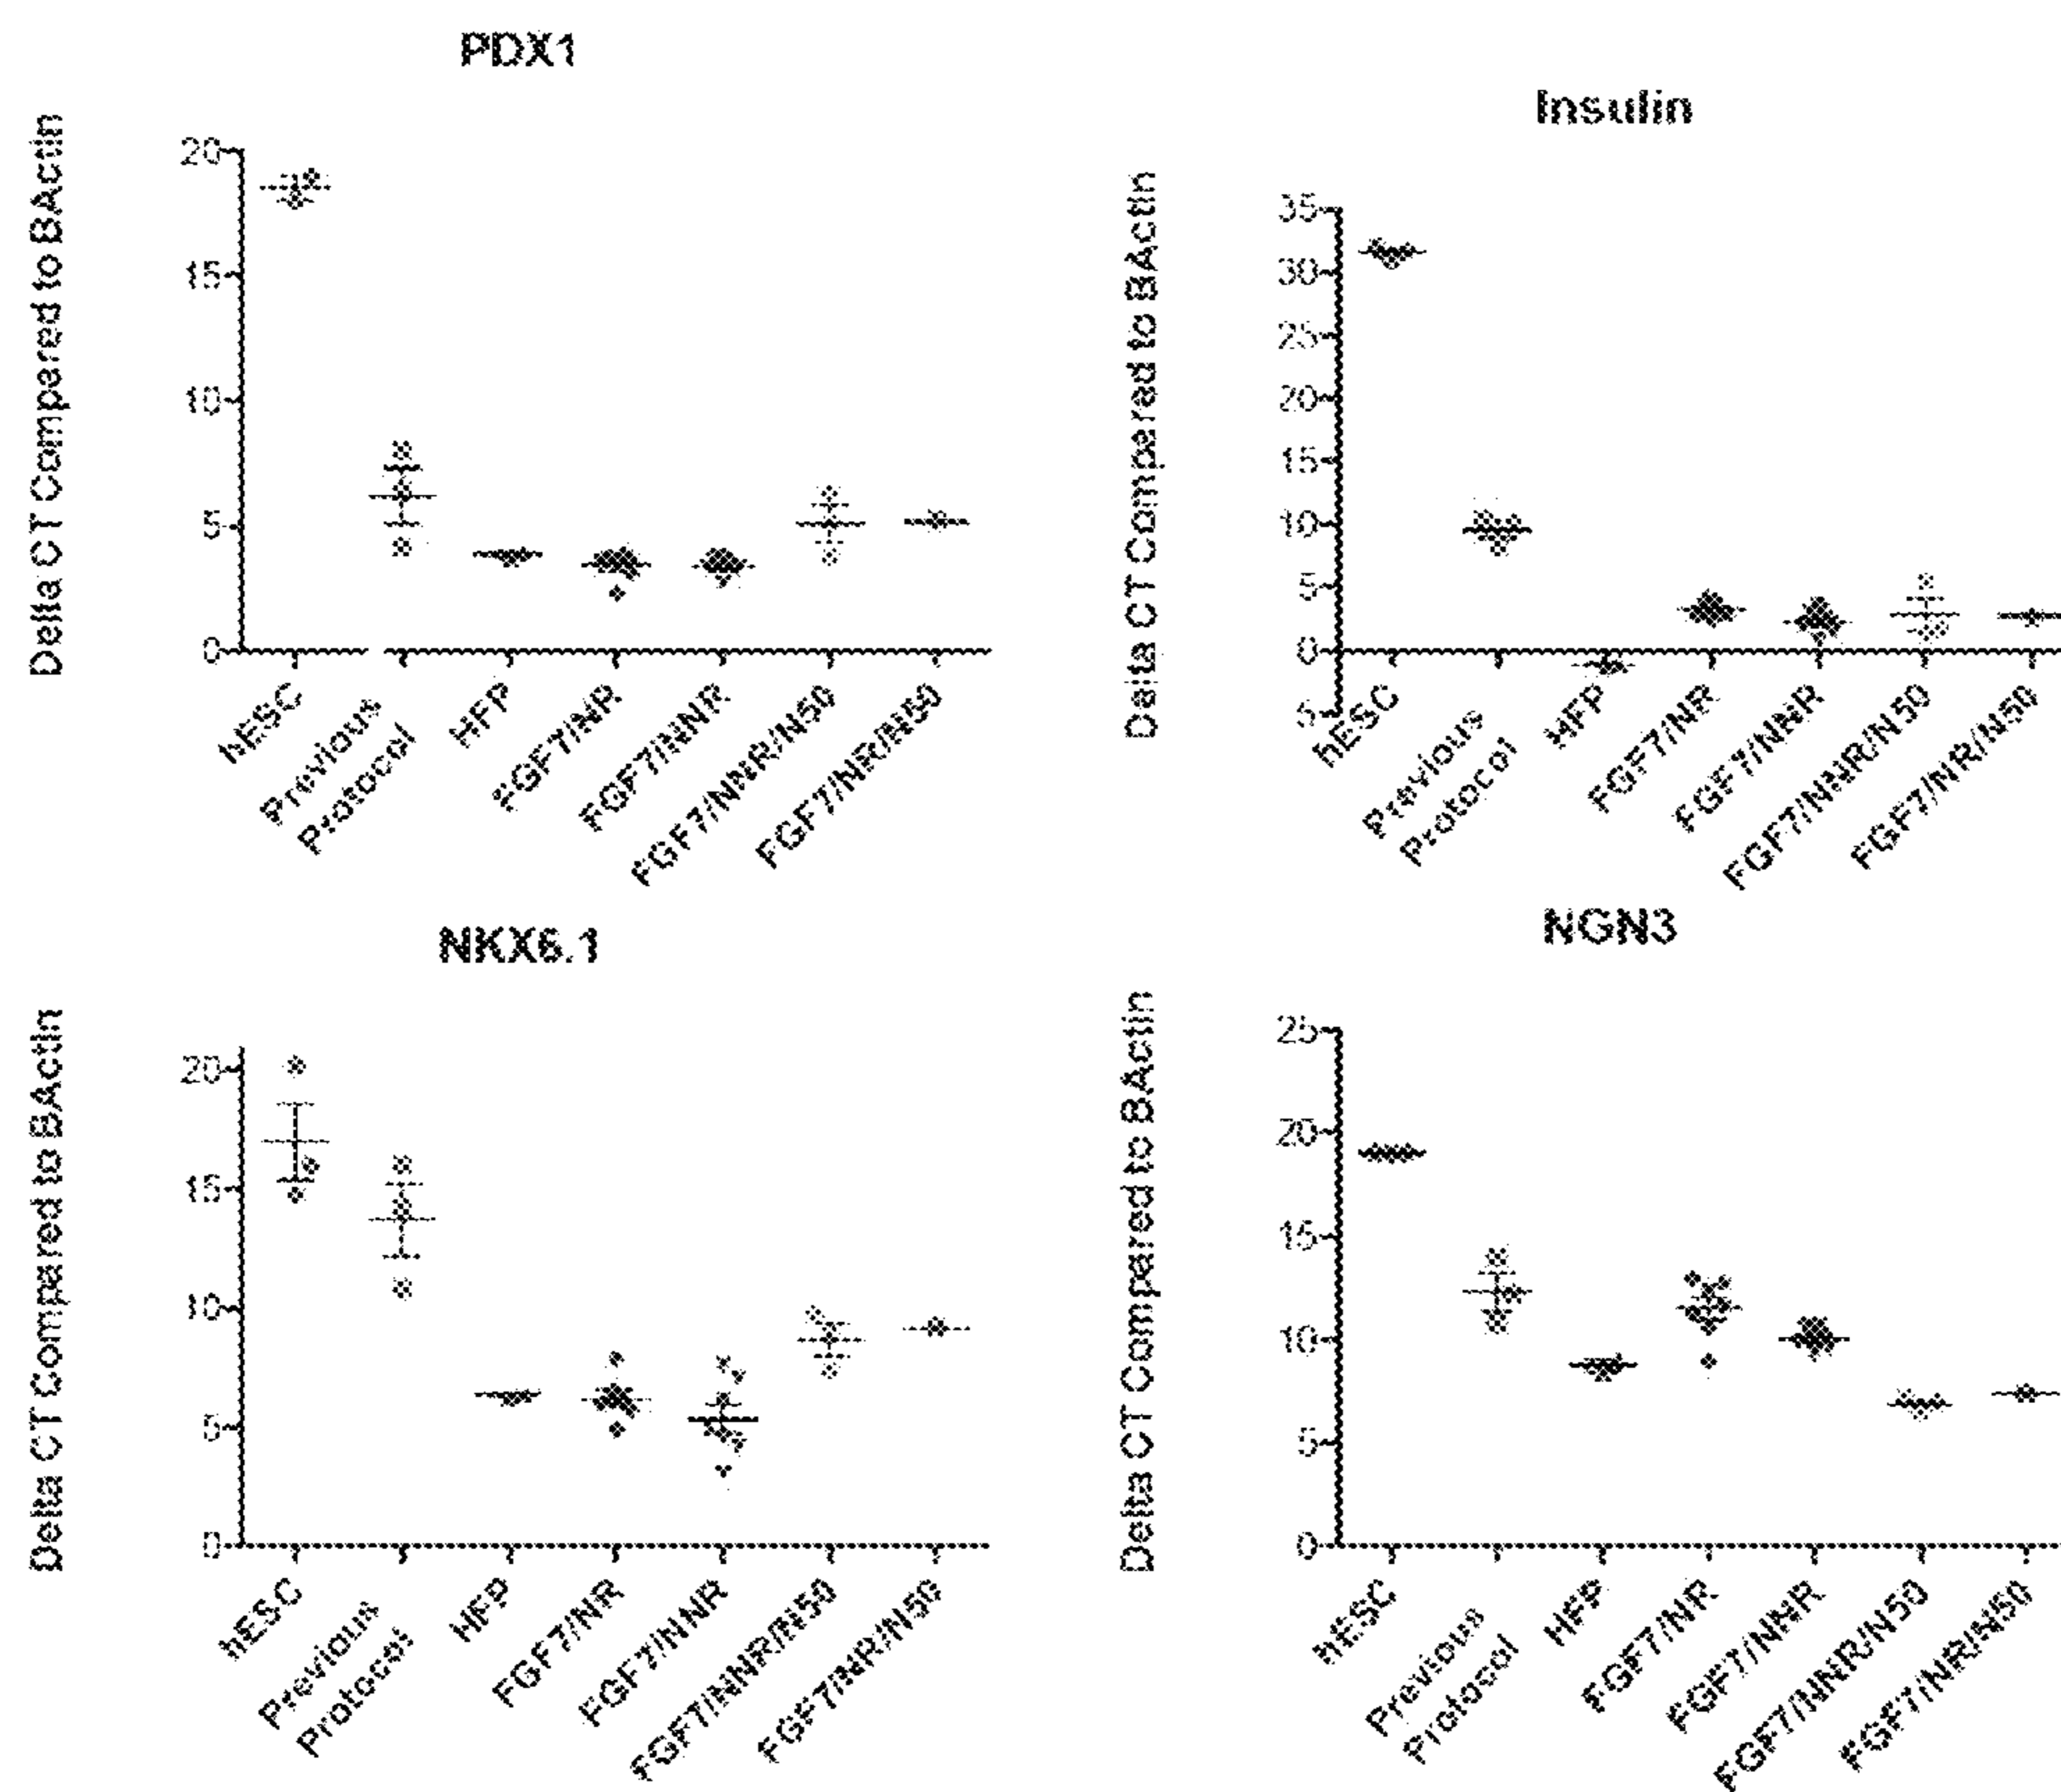 PDX1
Delta CT Compared to BActin
20
15
10
5
0
hESC
Previous
Protocol
HFP
FGF7/NR
FGF7/NNR
FGF7/NNR/N50
FGF7/NR/N50
Insulin
Delta CT Compared to BActin
35
30
25
20
15
10
5
0
5
hESC
Previous
Protocol
HFP
FGF7/NR
FGF7/NNR
FGF7/NNR/N50
FGF7/NR/N50
NKX6.1
Delta CT Compared to BActin
20
15
10
5
0
hESC
Previous
Protocol
HFP
FGF7/NR
FGF7/NNR
FGF7/NNR/N50
FGF7/NR/N50
NGN3
Delta CT Compared to BActin
25
20
15
10
5
0
hESC
Previous
Protocol
HFP
FGF7/NR
FGF7/NNR
FGF7/NNR/N50
FGF7/NR/N50